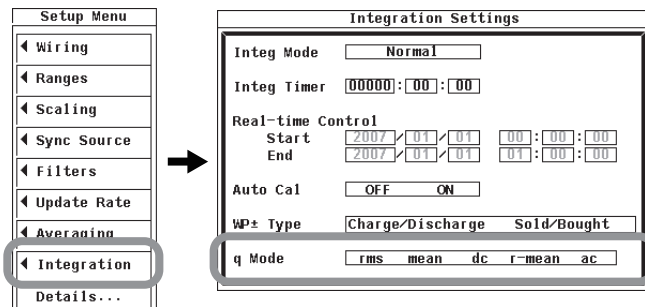 Setup Menu
Wiring
Ranges
Scaling
Sync Source
Filters
Update Rate
Averaging
Integration
Details...
Integration Settings
Integ Mode Normal
Integ Timer 00000 : 00 : 00
Real-time Control
Start 2007 / 01 / 01 00 : 00 : 00
End 2007 / 01 / 01 01 : 00 : 00
Auto Cal OFF ON
WP± Type Charge/Discharge Sold/Bought
q Mode rms mean dc r-mean ac